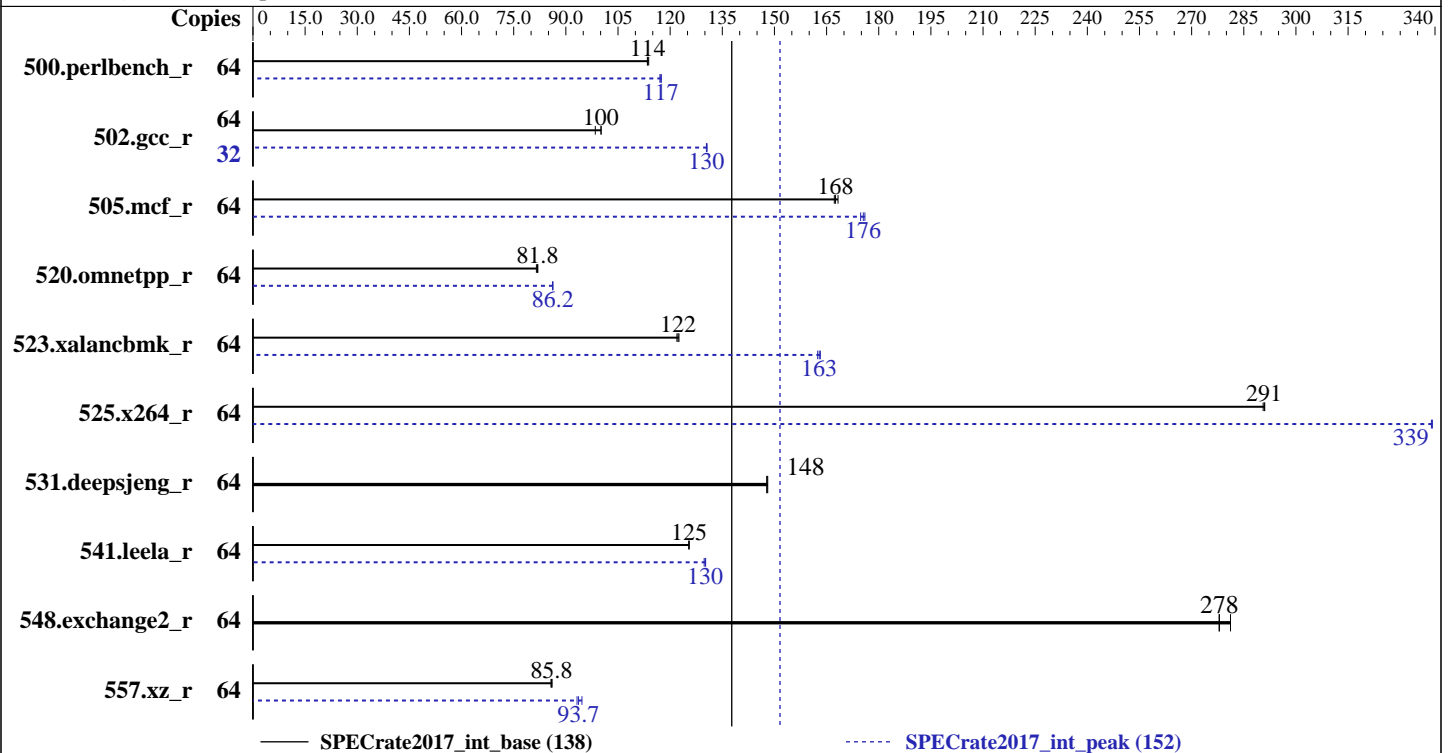 Copies 0 15.0 30.0 45.0 60.0 75.0 90.0 105 120 135 150 165 180 195 210 225 240 255 270 285 300 315 340
114
500.perlbench_r 64
117
64
100
502.gcc_r
32
130
168
505.mcf_r 64
176
81.8
520.omnetpp_r 64
86.2
122
523.xalancbmk_r 64
163
291
525.x264_r 64
339
148
531.deepsjeng_r 64
125
541.leela_r 64
130
278
548.exchange2_r 64
85.8
557.xz_r 64
93.7
SPECrate2017_int_base (138) SPECrate2017_int_peak (152)